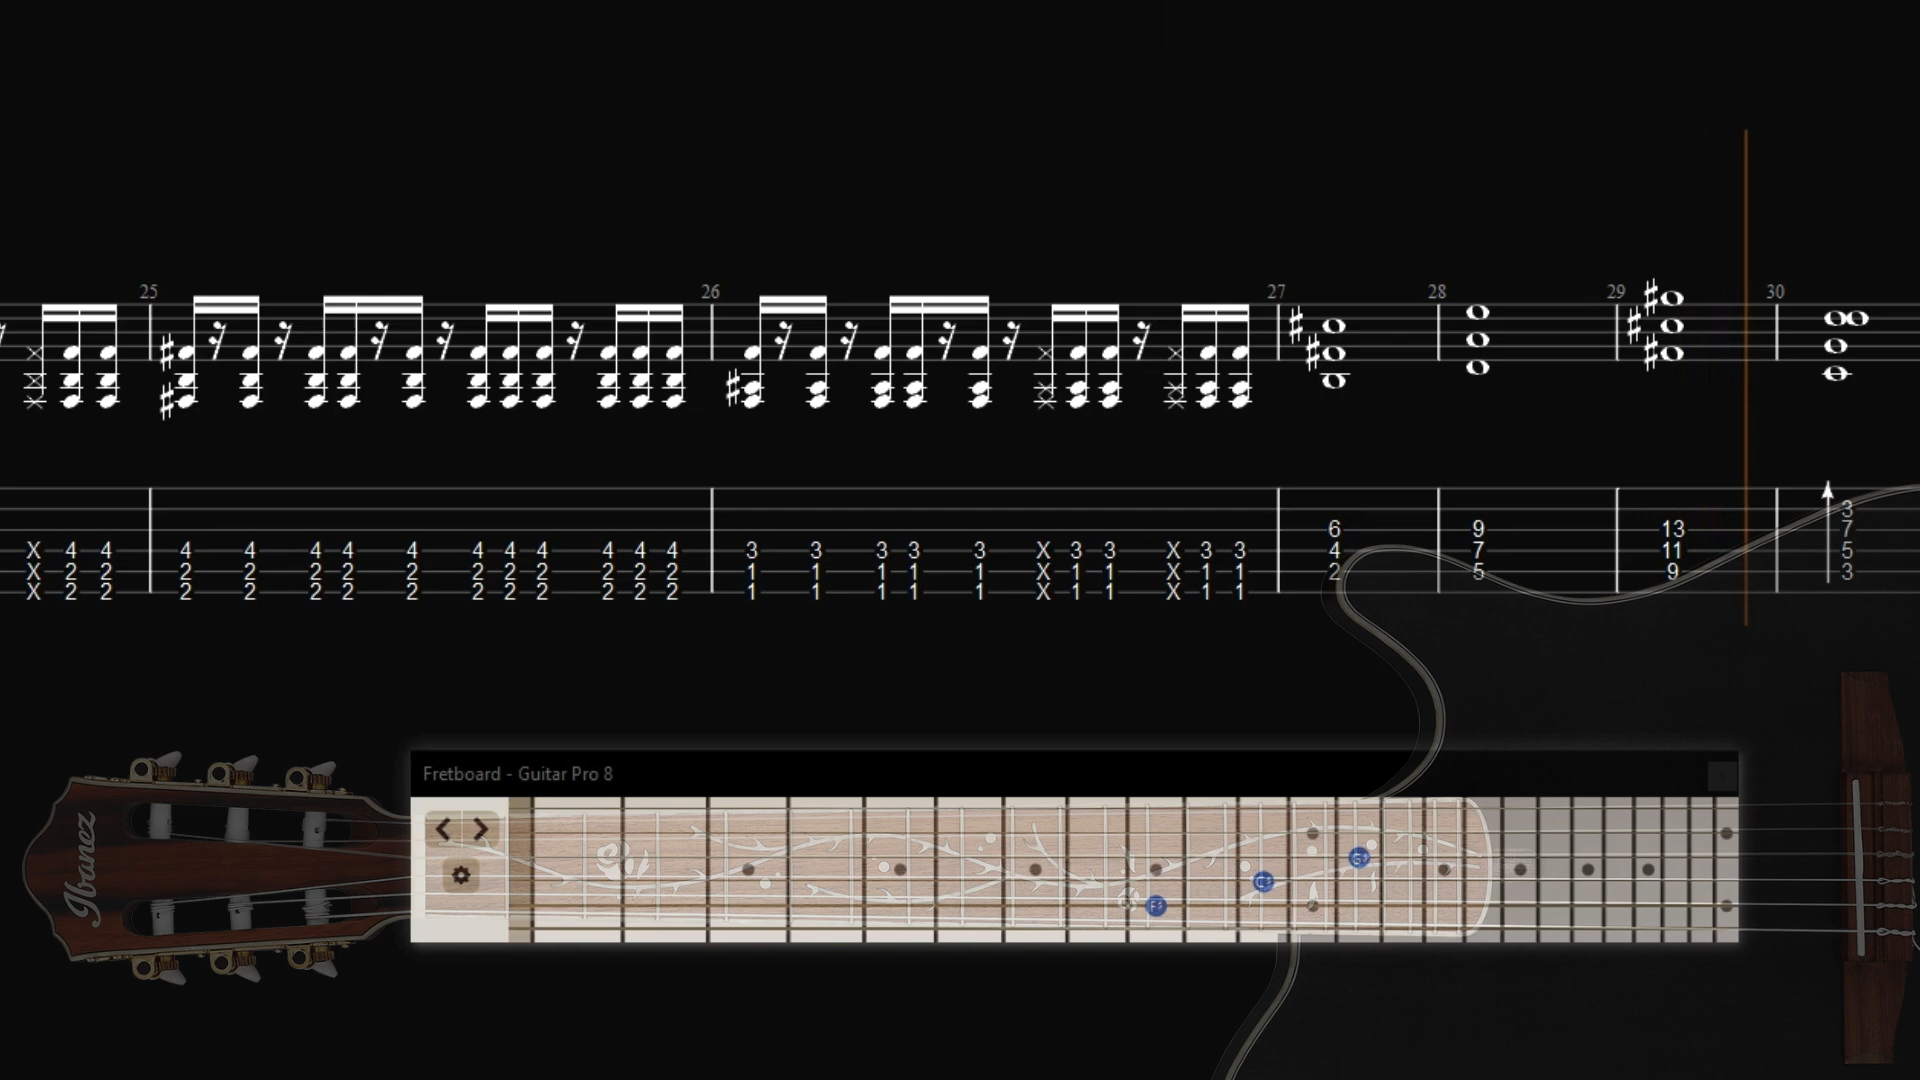 25 26 27 28 29 30
3
6 9 13 7
X 4 4 4 4 4 4 4 4 4 4 4 4 4 3 3 3 3 3 X 3 3 X 3 3 4 7 11 5
X 2 2 2 2 2 2 2 2 2 2 2 2 2 1 1 1 1 1 X 1 1 X 1 1 2 5 9 3
X 2 2 2 2 2 2 2 2 2 2 2 2 2 1 1 1 1 1 X 1 1 X 1 1
Fretboard - Guitar Pro 8
Ibanez
F♯